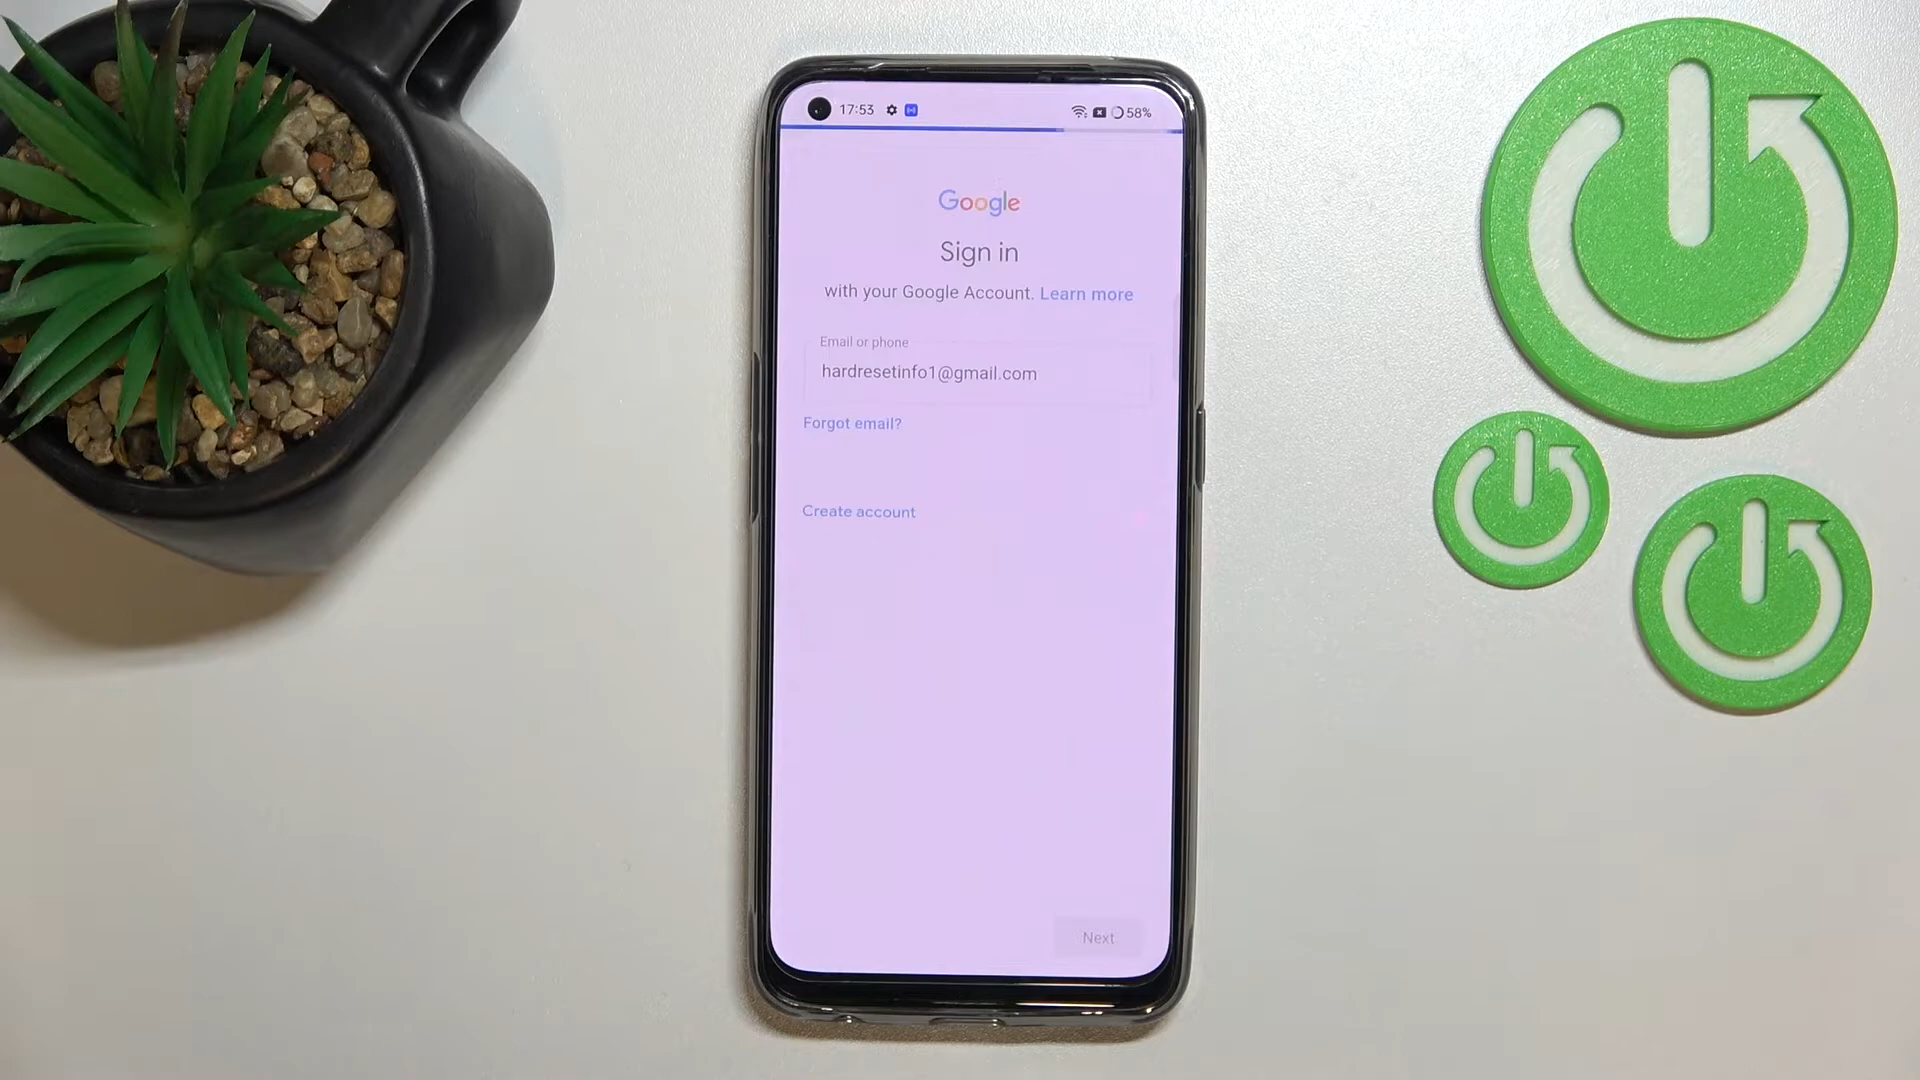 17:53 58%
Google
Sign in
with your Google Account. Learn more
Email or phone
hardresetinfo1@gmail.com
Forgot email?
Create account
Next